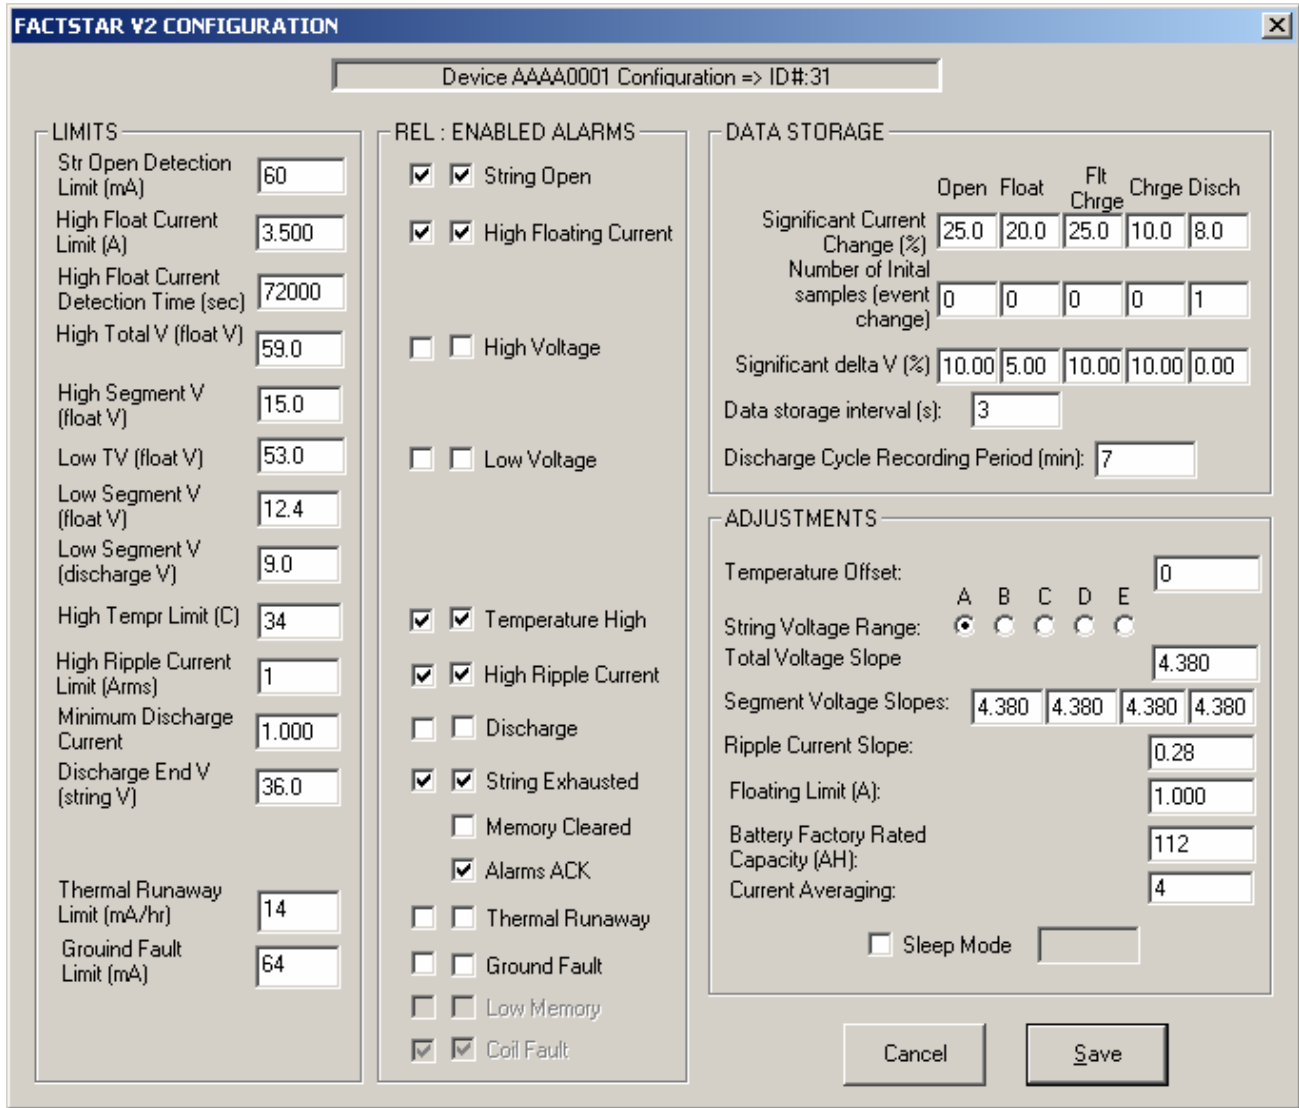 FACTSTAR V2 CONFIGURATION
Device AAAA0001 Configuration => ID#:31
LIMITS
Str Open Detection
Limit (mA)
60
High Float Current
Limit (A)
3.500
High Float Current
Detection Time (sec)
72000
High Total V (float V)
59.0
High Segment V
(float V)
15.0
Low TV (float V)
53.0
Low Segment V
(float V)
12.4
Low Segment V
(discharge V)
9.0
High Tempr Limit (C)
34
High Ripple Current
Limit (Arms)
1
Minimum Discharge
Current
1.000
Discharge End V
(string V)
36.0
Thermal Runaway
Limit (mA/hr)
14
Grouind Fault
Limit (mA)
64
REL : ENABLED ALARMS
String Open
High Floating Current
High Voltage
Low Voltage
Temperature High
High Ripple Current
Discharge
String Exhausted
Memory Cleared
Alarms ACK
Thermal Runaway
Ground Fault
Low Memory
Coil Fault
DATA STORAGE
Open Float Flt Chrge Chrge Disch
Significant Current
Change (%)
25.0 20.0 25.0 10.0 8.0
Number of Inital
samples (event
change)
0 0 0 0 1
Significant delta V (%) 10.00 5.00 10.00 10.00 0.00
Data storage interval (s): 3
Discharge Cycle Recording Period (min): 7
ADJUSTMENTS
Temperature Offset: 0
A B C D E
String Voltage Range:
Total Voltage Slope 4.380
Segment Voltage Slopes: 4.380 4.380 4.380 4.380
Ripple Current Slope: 0.28
Floating Limit (A): 1.000
Battery Factory Rated
Capacity (AH):
112
Current Averaging: 4
Sleep Mode
Cancel Save